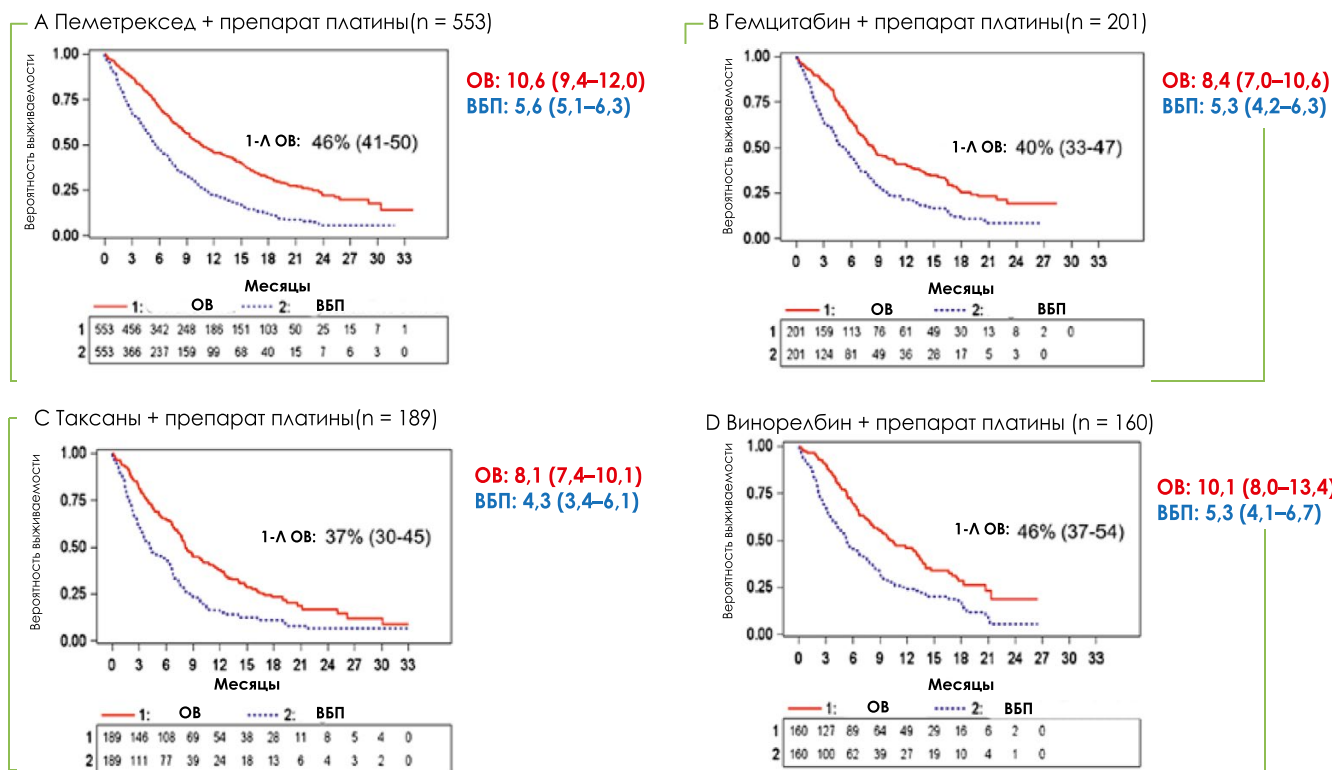 A Пеметрексед + препарат платины(n = 553)
Вероятность выживаемости
1.00
0.75
0.50
0.25
0.00
1-Л ОВ: 46% (41-50)
0 3 6 9 12 15 18 21 24 27 30 33
Месяцы
1: ОВ 2: ВБП
1 553 456 342 248 186 151 103 50 25 15 7 1
2 553 366 237 159 99 68 40 15 7 6 3 0
ОВ: 10,6 (9,4–12,0)
ВБП: 5,6 (5,1–6,3)
B Гемцитабин + препарат платины(n = 201)
Вероятность выживаемости
1.00
0.75
0.50
0.25
0.00
1-Л ОВ: 40% (33-47)
0 3 6 9 12 15 18 21 24 27 30 33
Месяцы
1: ОВ 2: ВБП
1 201 159 113 76 61 49 30 13 8 2 0
2 201 124 81 49 36 28 17 5 3 0
ОВ: 8,4 (7,0–10,6)
ВБП: 5,3 (4,2–6,3)
C Таксаны + препарат платины(n = 189)
Вероятность выживаемости
1.00
0.75
0.50
0.25
0.00
1-Л ОВ: 37% (30-45)
0 3 6 9 12 15 18 21 24 27 30 33
Месяцы
1: ОВ 2: ВБП
1 189 146 108 69 54 38 28 11 8 5 4 0
2 189 111 77 39 24 18 13 6 4 3 2 0
ОВ: 8,1 (7,4–10,1)
ВБП: 4,3 (3,4–6,1)
D Винорелбин + препарат платины (n = 160)
Вероятность выживаемости
1.00
0.75
0.50
0.25
0.00
1-Л ОВ: 46% (37-54)
0 3 6 9 12 15 18 21 24 27 30 33
Месяцы
1: ОВ 2: ВБП
1 160 127 89 64 49 29 16 6 2 0
2 160 100 62 39 27 19 10 4 1 0
ОВ: 10,1 (8,0–13,4)
ВБП: 5,3 (4,1–6,7)